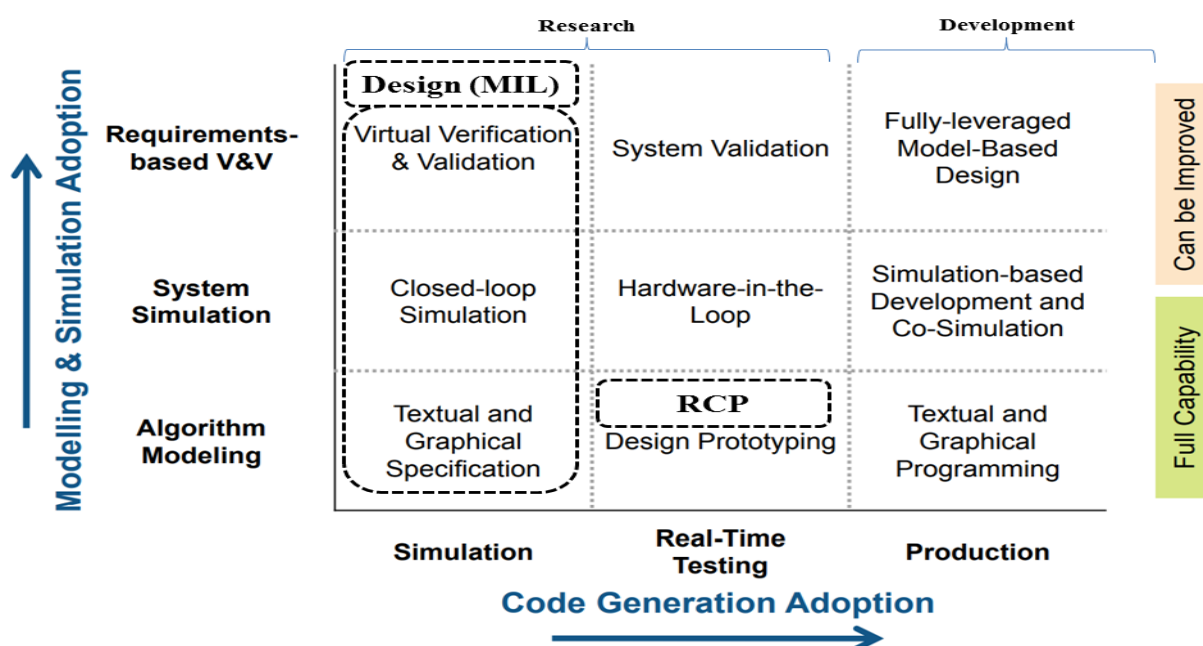 Research
Development
Design (MIL)
Requirements-
based V&V
Virtual Verification
& Validation
System Validation
Fully-leveraged
Model-Based
Design
System
Simulation
Closed-loop
Simulation
Hardware-in-the-
Loop
Simulation-based
Development and
Co-Simulation
Algorithm
Modeling
Textual and
Graphical
Specification
RCP
Design Prototyping
Textual and
Graphical
Programming
Simulation
Real-Time
Testing
Production
Code Generation Adoption
Modelling & Simulation Adoption
Can be Improved
Full Capability